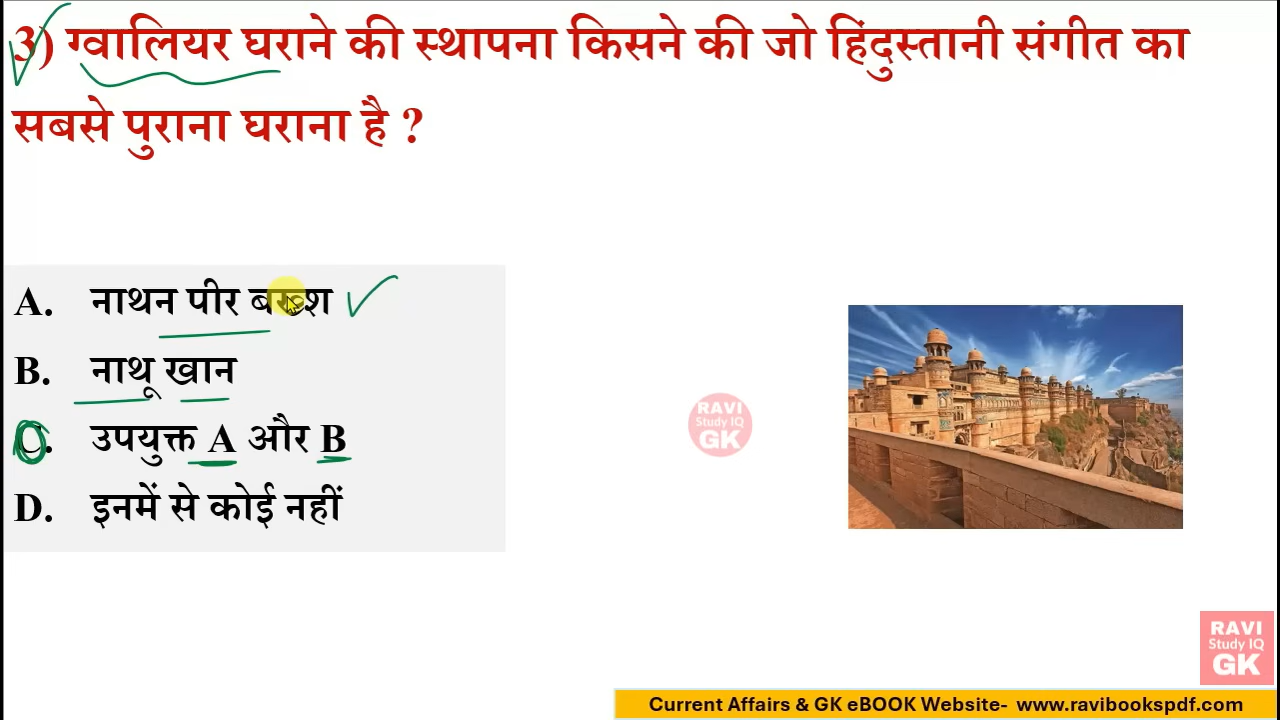 3) ग्वालियर घराने की स्थापना किसने की जो हिंदुस्तानी संगीत का
सबसे पुराना घराना है ?
A. नाथन पीर बख्श
B. नाथू खान
C. उपयुक्त A और B
D. इनमें से कोई नहीं
RAVI
Study IQ
GK
RAVI
Study IQ
GK
Current Affairs & GK eBOOK Website- www.ravibookspdf.com